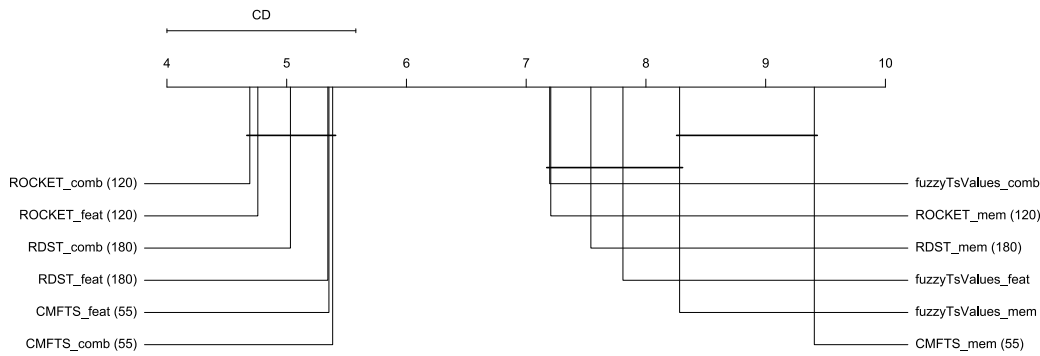 CD
4 5 6 7 8 9 10
ROCKET_comb (120) fuzzyTsValues_comb
ROCKET_feat (120) ROCKET_mem (120)
RDST_comb (180) RDST_mem (180)
RDST_feat (180) fuzzyTsValues_feat
CMFTS_feat (55) fuzzyTsValues_mem
CMFTS_comb (55) CMFTS_mem (55)